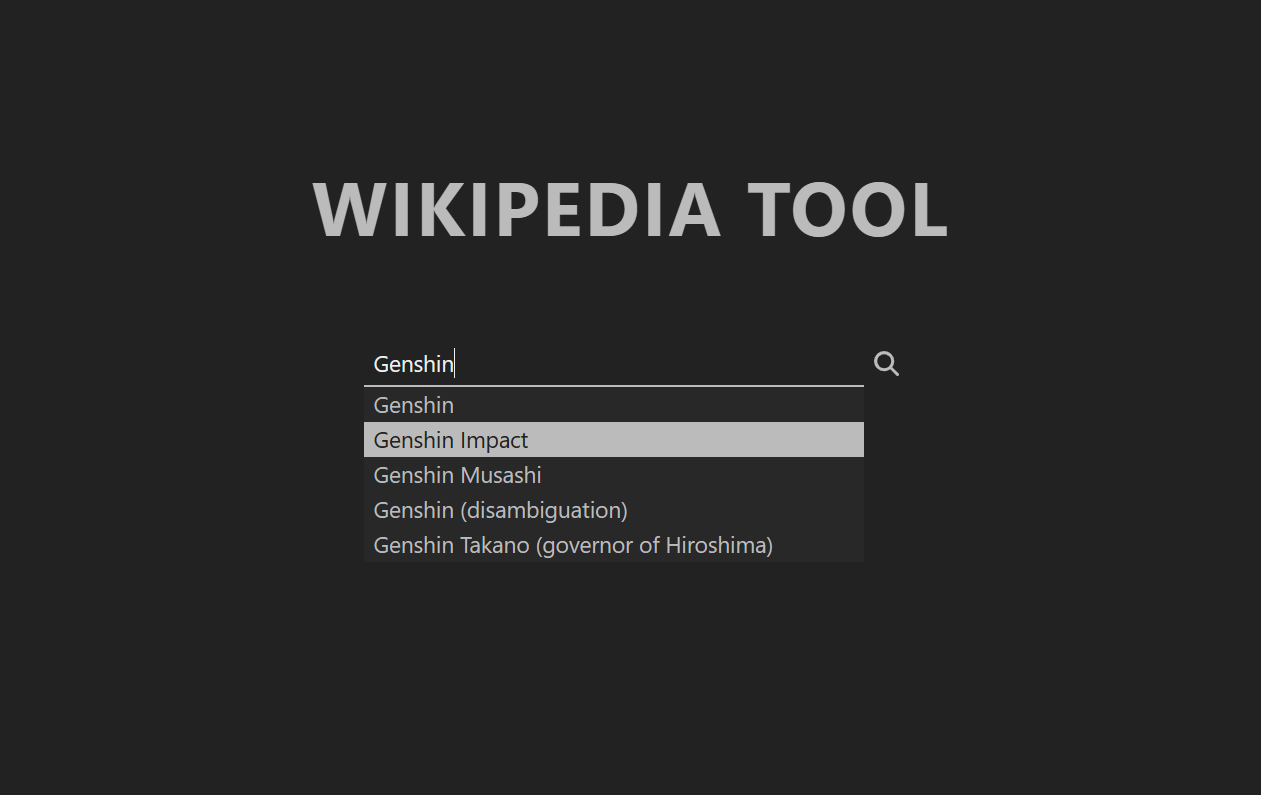 WIKIPEDIA TOOL
Genshin
Genshin
Genshin Impact
Genshin Musashi
Genshin (disambiguation)
Genshin Takano (governor of Hiroshima)